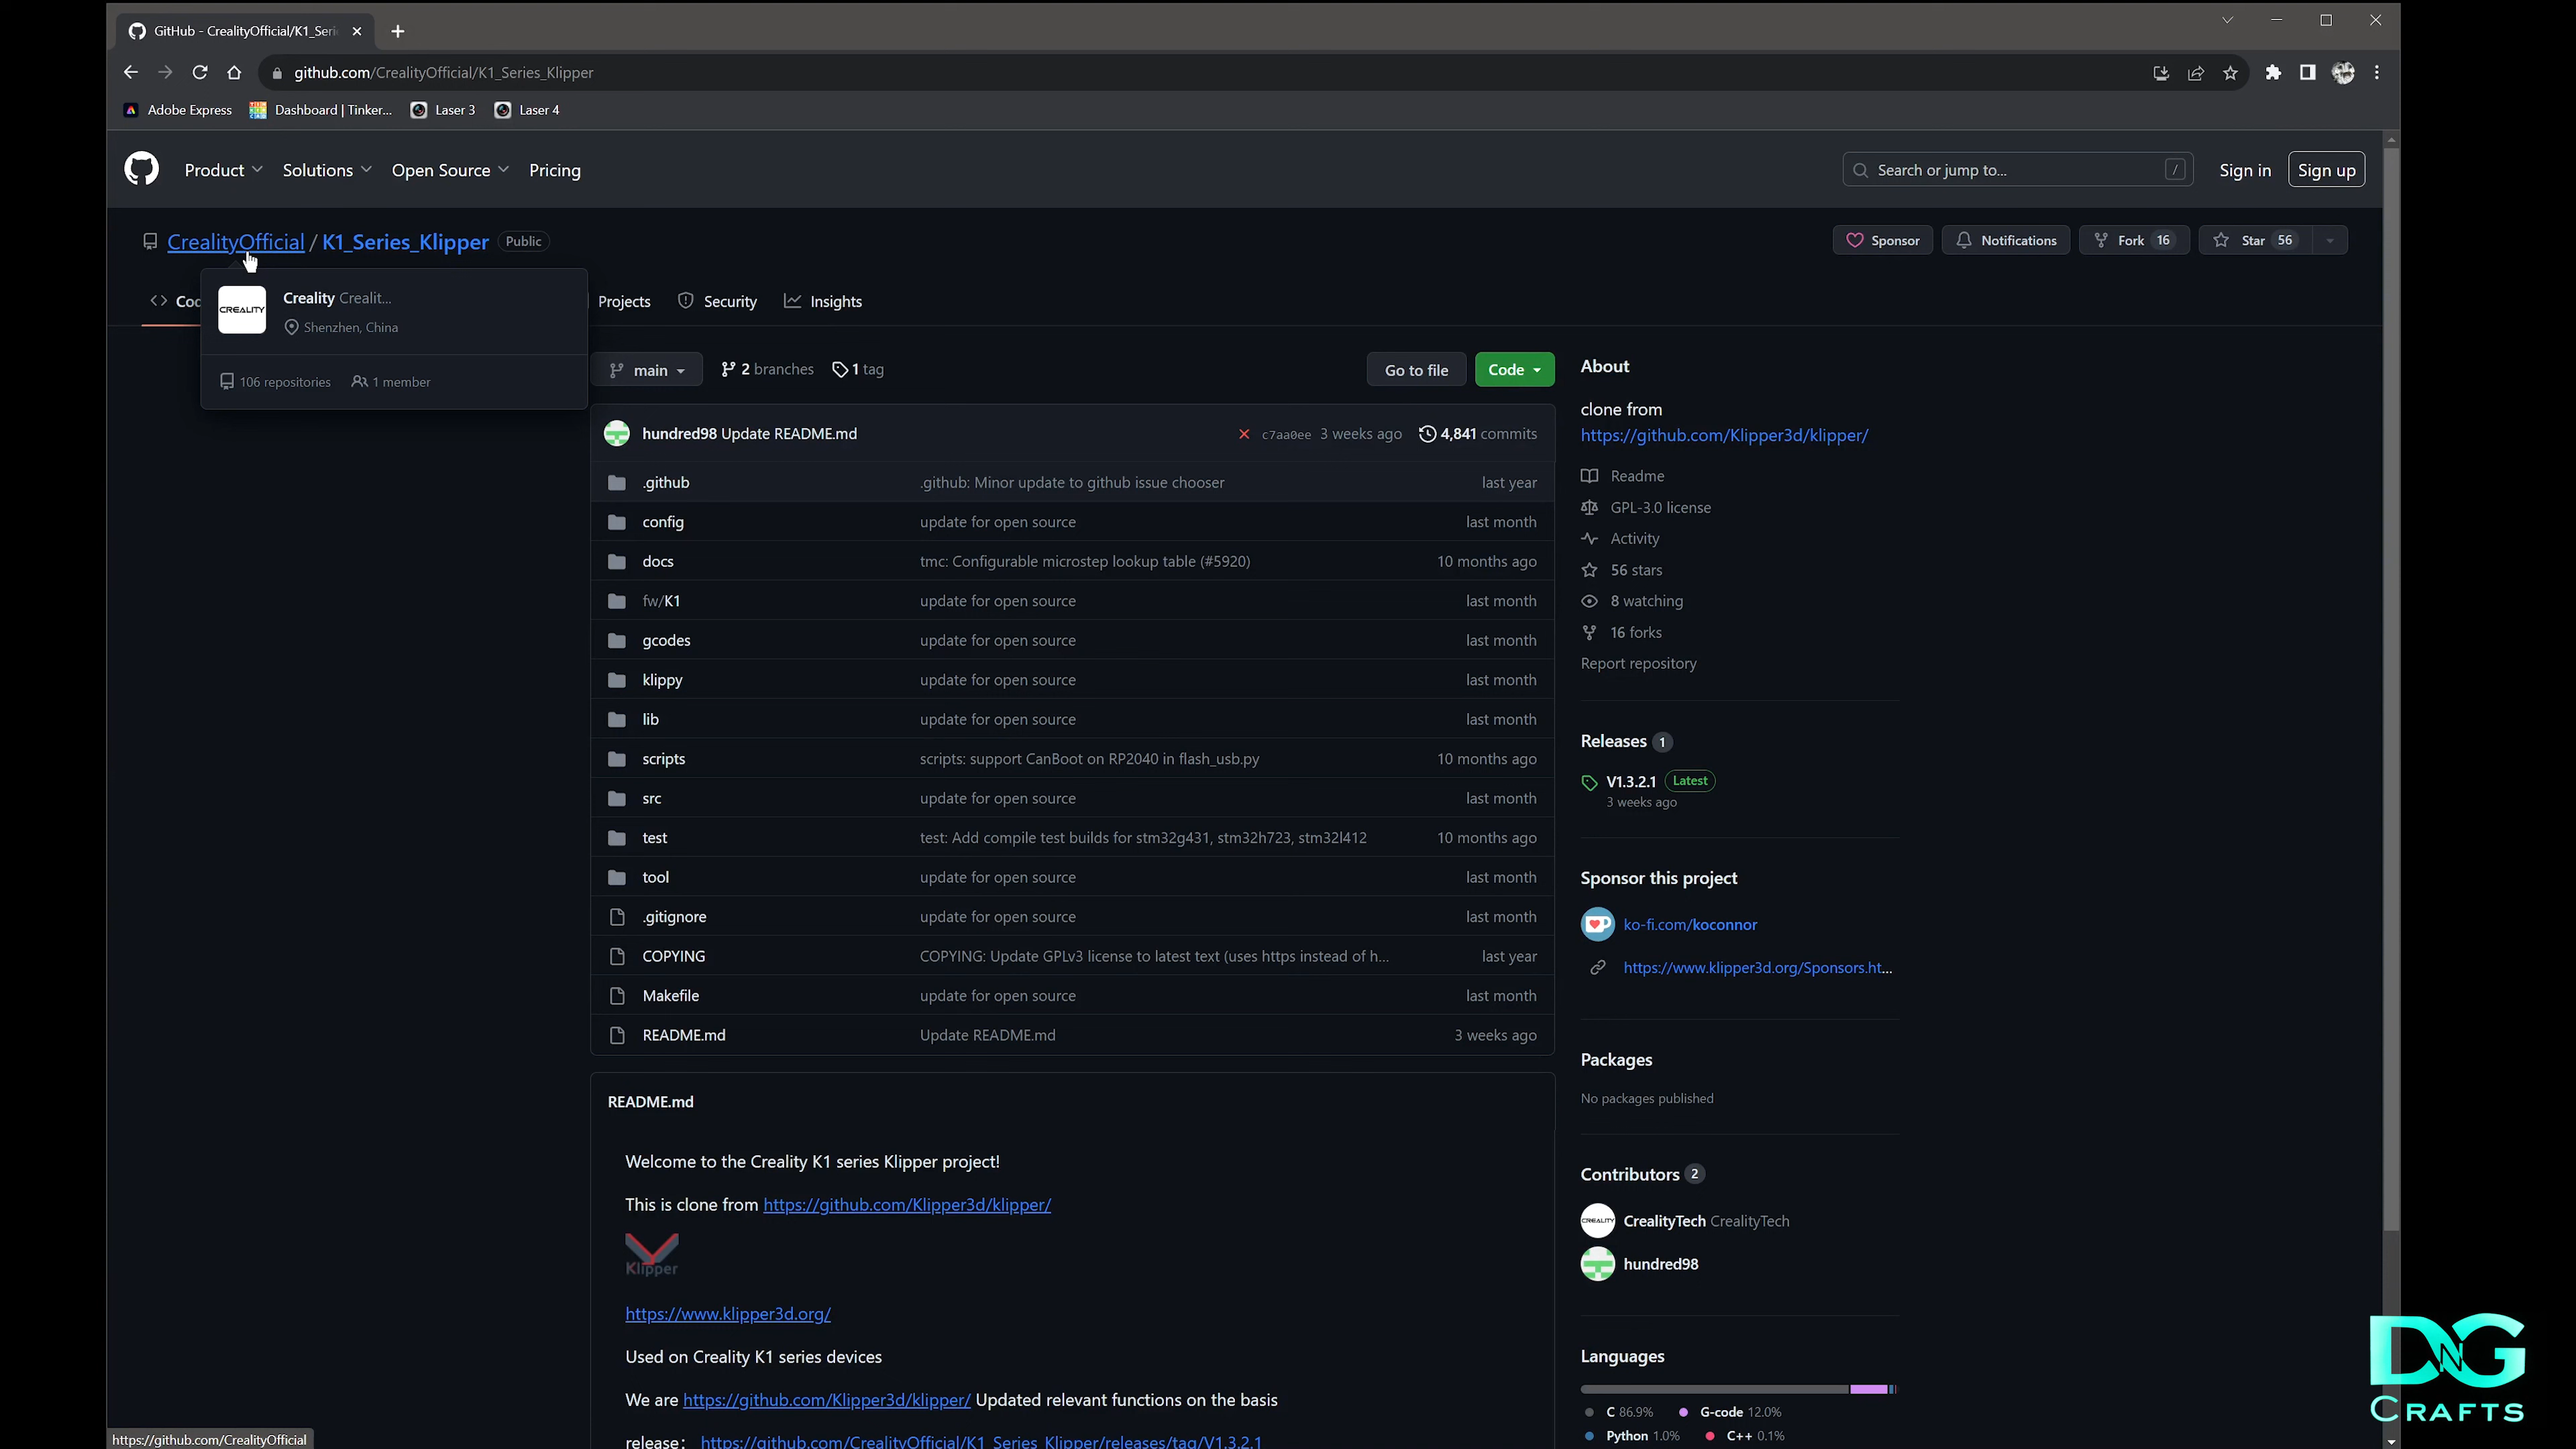 GitHub - CrealityOfficial/K1_Seri
github.com/CrealityOfficial/K1_Series_Klipper
Adobe Express
Dashboard | Tinker...
Laser 3
Laser 4
Product
Solutions
Open Source
Pricing
Search or jump to...
/
Sign in
Sign up
CrealityOfficial / K1_Series_Klipper
Public
Sponsor
Notifications
Fork 16
Star 56
Projects
Security
Insights
CREALITY
Creality Crealit...
Shenzhen, China
106 repositories
1 member
main
2 branches
1 tag
Go to file
Code
hundred98 Update README.md
c7aa0ee 3 weeks ago
4,841 commits
.github .github: Minor update to github issue chooser last year
config update for open source last month
docs tmc: Configurable microstep lookup table (#5920) 10 months ago
fw/K1 update for open source last month
gcodes update for open source last month
klippy update for open source last month
lib update for open source last month
scripts scripts: support CanBoot on RP2040 in flash_usb.py 10 months ago
src update for open source last month
test test: Add compile test builds for stm32g431, stm32h723, stm32l412 10 months ago
tool update for open source last month
.gitignore update for open source last month
COPYING COPYING: Update GPLv3 license to latest text (uses https instead of h... last year
Makefile update for open source last month
README.md Update README.md 3 weeks ago
README.md
Welcome to the Creality K1 series Klipper project!
This is clone from https://github.com/Klipper3d/klipper/
Klipper
https://www.klipper3d.org/
Used on Creality K1 series devices
We are https://github.com/Klipper3d/klipper/ Updated relevant functions on the basis
release： https://github.com/CrealityOfficial/K1_Series_Klipper/releases/tag/V1.3.2.1
About
clone from
https://github.com/Klipper3d/klipper/
Readme
GPL-3.0 license
Activity
56 stars
8 watching
16 forks
Report repository
Releases 1
V1.3.2.1 Latest
3 weeks ago
Sponsor this project
ko-fi.com/koconnor
https://www.klipper3d.org/Sponsors.ht...
Packages
No packages published
Contributors 2
CREALITY
CrealityTech CrealityTech
hundred98
Languages
C 86.9%
G-code 12.0%
Python 1.0%
C++ 0.1%
https://github.com/CrealityOfficial
DNG
CRAFTS